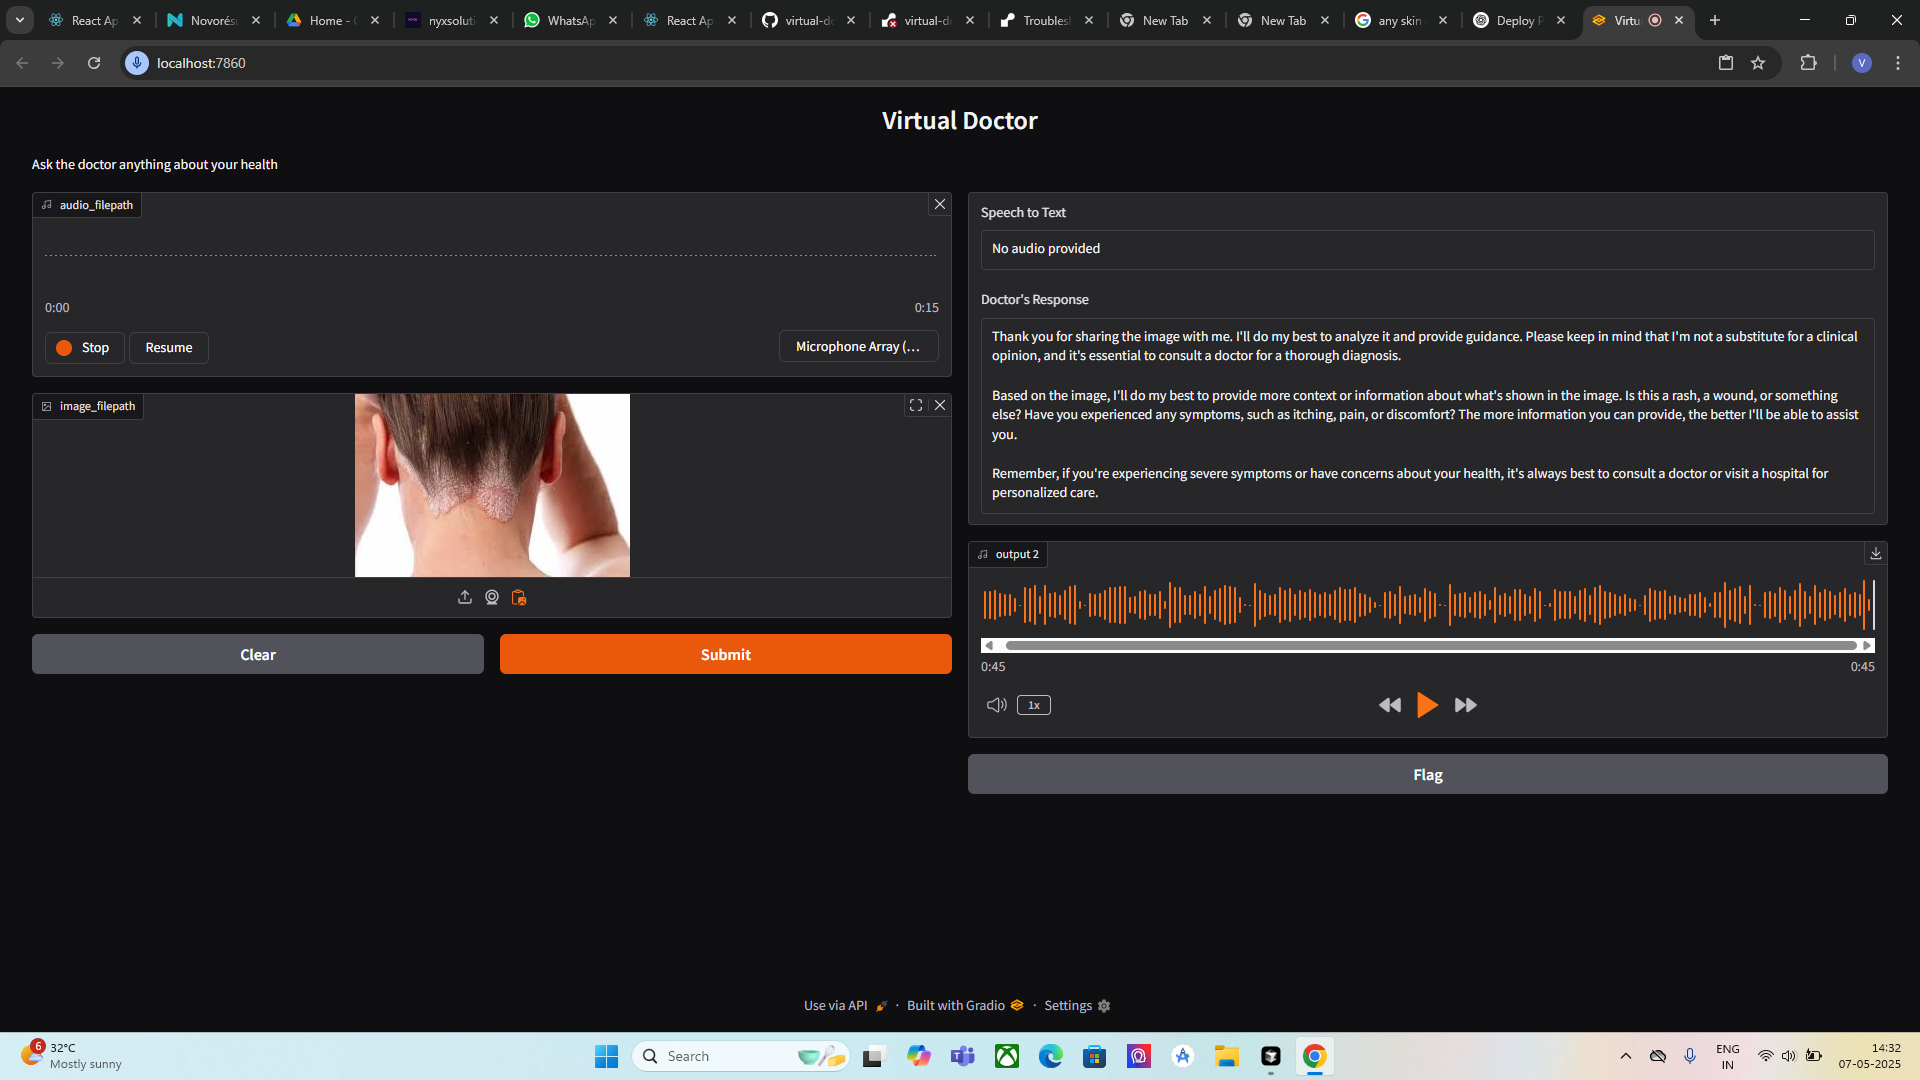 React Ap
Novorésu
Home - G
nyxsoluti
WhatsAp
React Ap
virtual-do
virtual-do
Troublesh
New Tab
New Tab
any skin
Deploy P
Virtu
V
localhost:7860
Virtual Doctor
Ask the doctor anything about your health
audio_filepath
0:00
0:15
Stop
Resume
Microphone Array (...
image_filepath
Clear
Submit
Speech to Text
No audio provided
Doctor's Response
Thank you for sharing the image with me. I'll do my best to analyze it and provide guidance. Please keep in mind that I'm not a substitute for a clinical
opinion, and it's essential to consult a doctor for a thorough diagnosis.
Based on the image, I'll do my best to provide more context or information about what's shown in the image. Is this a rash, a wound, or something
else? Have you experienced any symptoms, such as itching, pain, or discomfort? The more information you can provide, the better I'll be able to assist
you.
Remember, if you're experiencing severe symptoms or have concerns about your health, it's always best to consult a doctor or visit a hospital for
personalized care.
output 2
0:45
0:45
1x
Flag
Use via API · Built with Gradio · Settings
6
32°C
Mostly sunny
Search
ENG
IN
14:32
07-05-2025